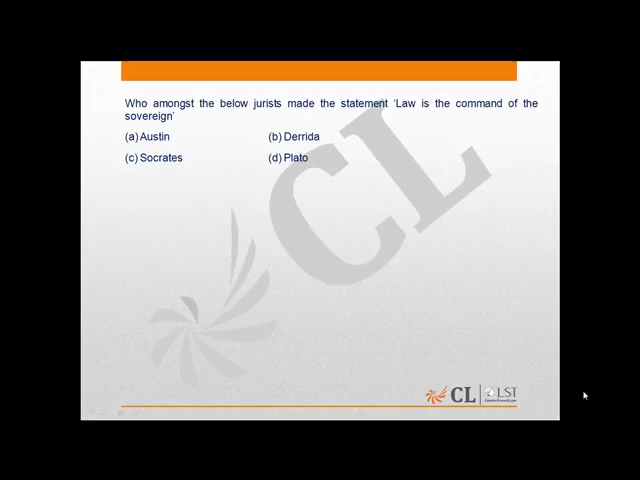 Who amongst the below jurists made the statement ‘Law is the command of the
sovereign’
(a) Austin (b) Derrida
(c) Socrates (d) Plato
CL
CL LST